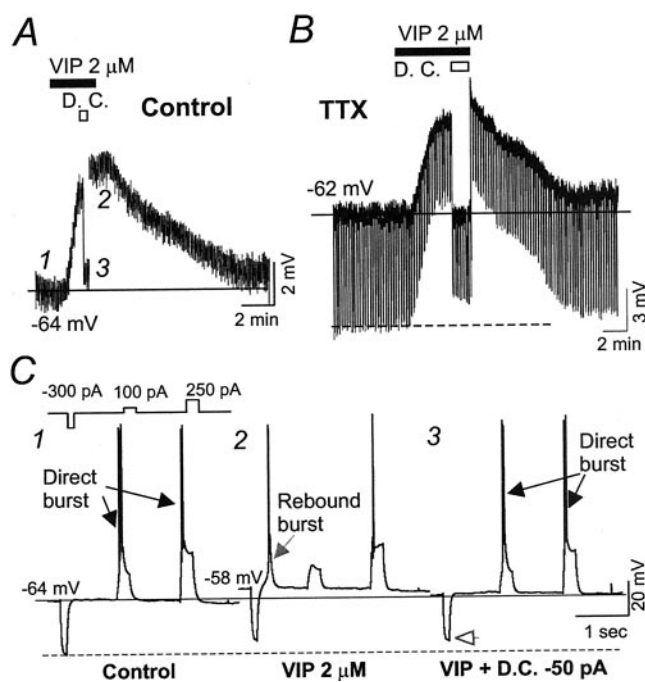 A
VIP 2 µM
D. C.
Control
1
2
3
-64 mV
2 mV
2 min
B
VIP 2 µM
D. C.
TTX
-62 mV
3 mV
2 min
C
-300 pA
100 pA
250 pA
1
2
3
Direct
burst
Rebound
burst
Direct
burst
-64 mV
-58 mV
20 mV
1 sec
Control
VIP 2 µM
VIP + D.C. -50 pA